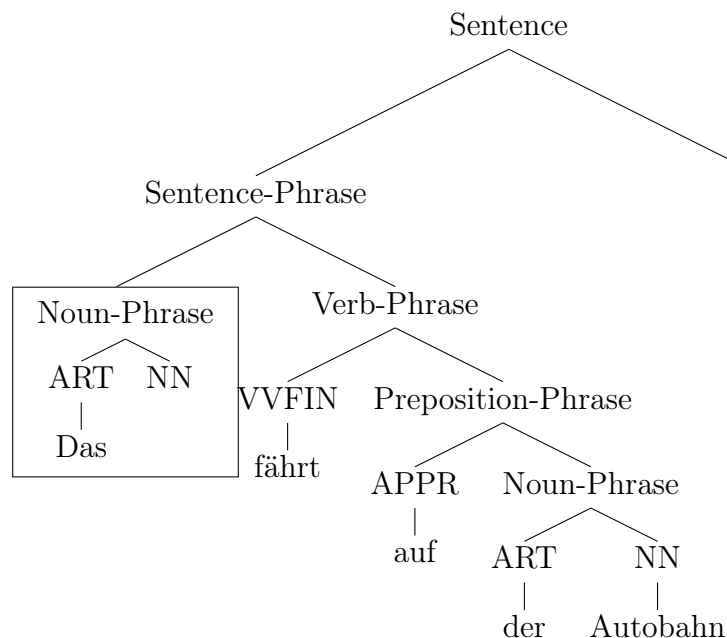 Sentence
Sentence-Phrase
Noun-Phrase Verb-Phrase
ART NN VVFIN Preposition-Phrase
Das fährt APPR Noun-Phrase
auf ART NN
der Autobahn